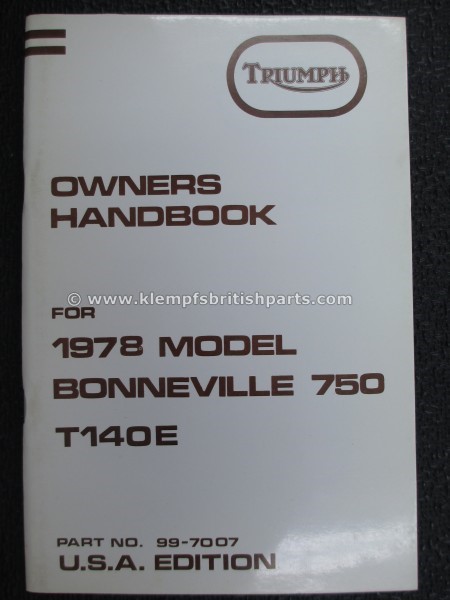 TRIUMPH
OWNERS
HANDBOOK
© www.klempfsbritishparts.com
FOR
1978 MODEL
BONNEVILLE 750
T140E
PART NO. 99-7007
U.S.A. EDITION